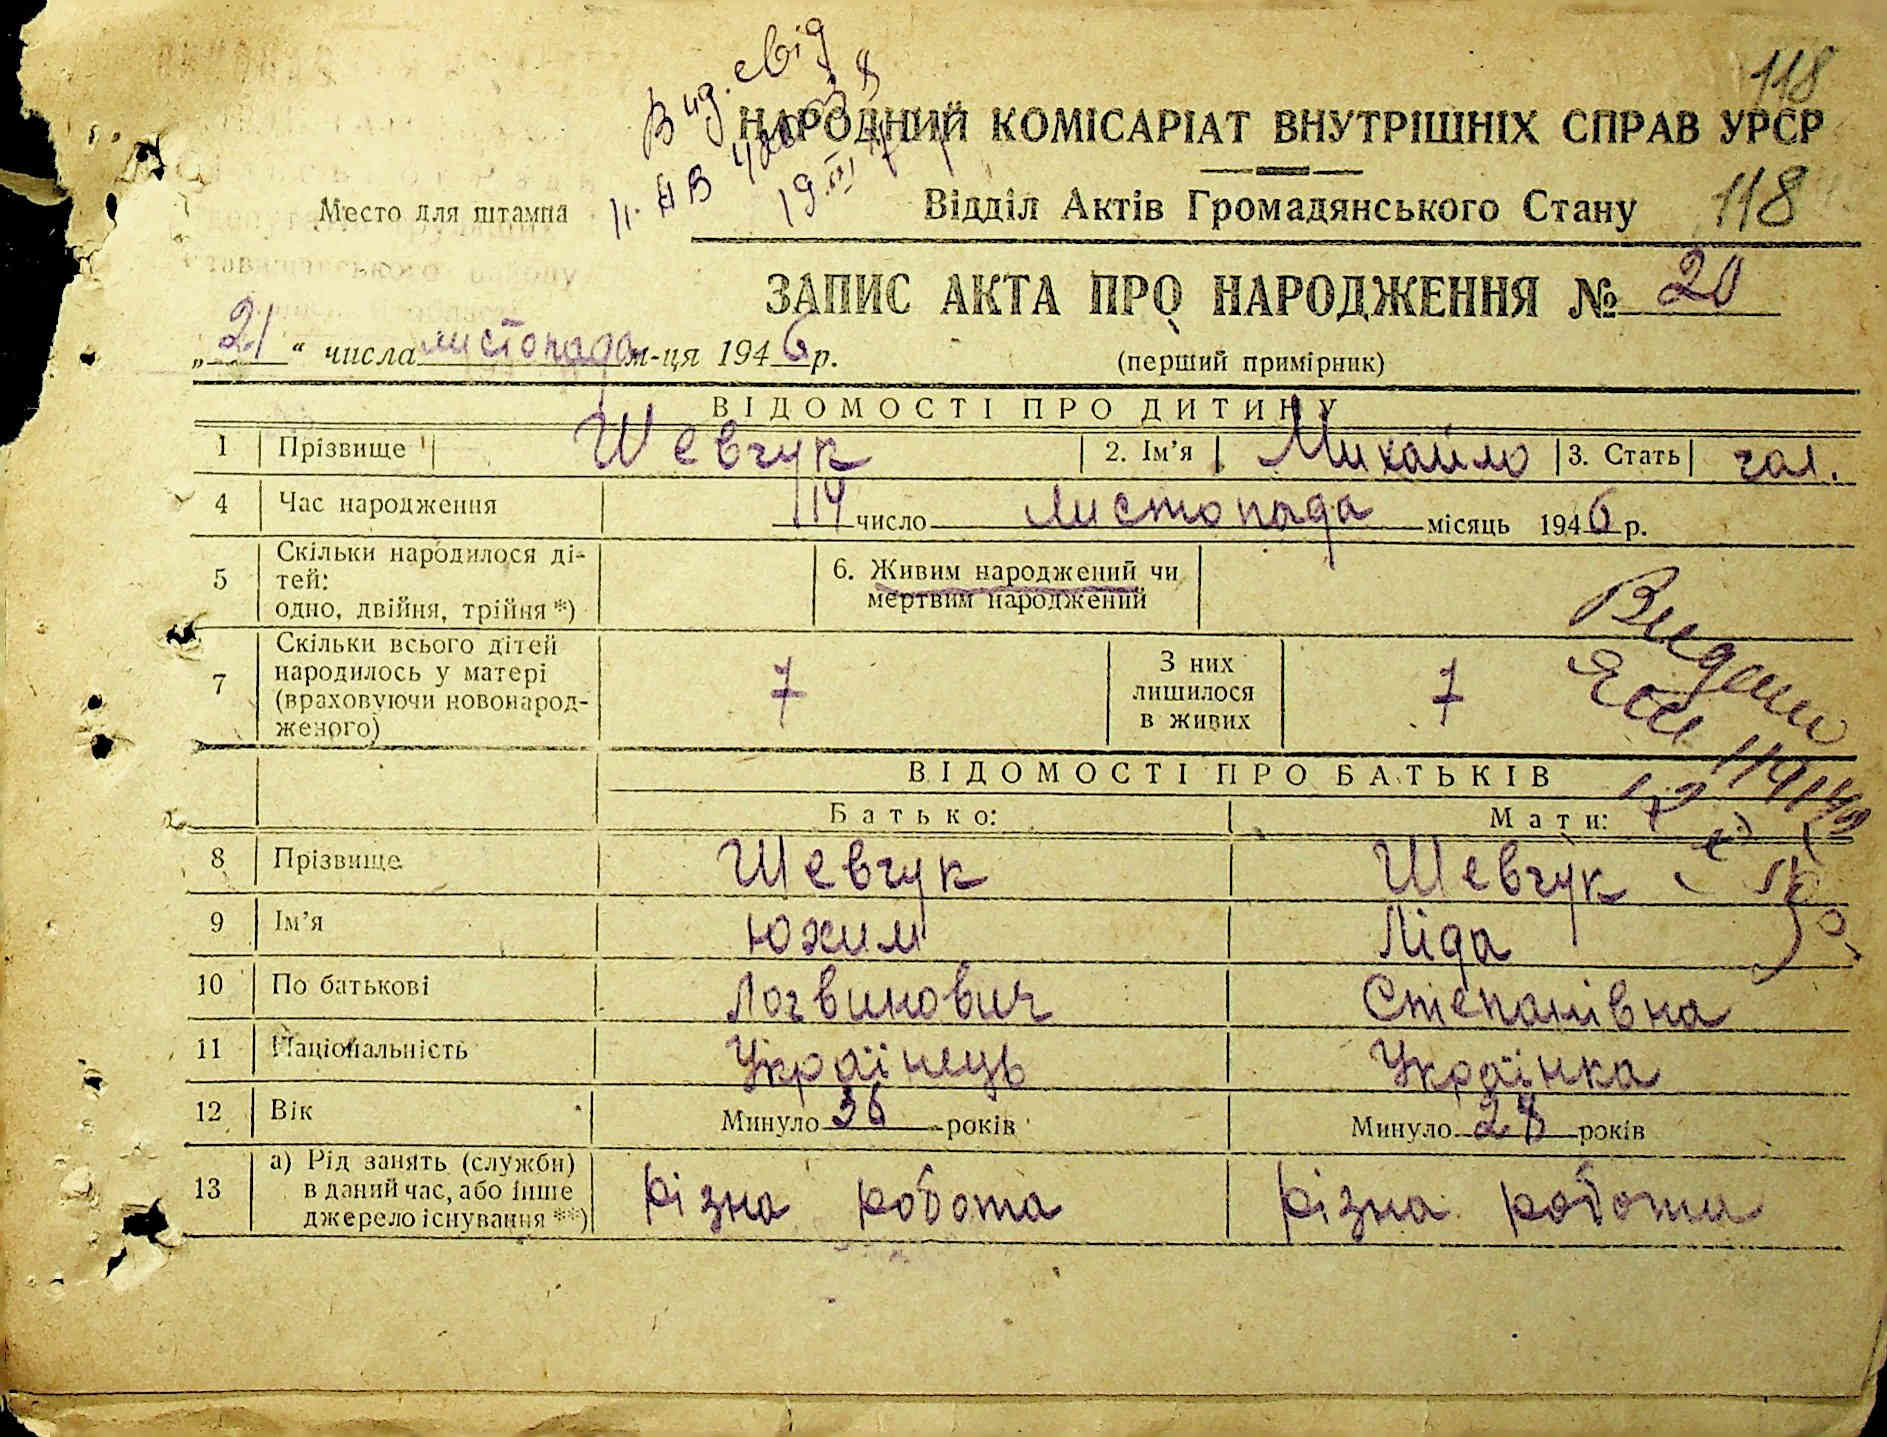 118
Вид. свід
НАРОДНИЙ КОМІСАРІАТ ВНУТРІШНІХ СПРАВ УРСР
Место для штампа
Відділ Актів Громадянського Стану 118
ЗАПИС АКТА ПРО НАРОДЖЕННЯ № 20
„21“ числа листопада м-ця 1946 р.
(перший примірник)
ВІДОМОСТІ ПРО ДИТИНУ
1 Прізвище Шевчук 2. Ім’я Михайло 3. Стать чол.
4 Час народження 14 число листопада місяць 1946 р.
5 Скільки народилося ді-
тей:
одно, двійня, трійня *)
6. Живим народжений чи
мертвим народжений
7 Скільки всього дітей
народилось у матері
(враховуючи новонарод-
женого)
7
З них
лишилося
в живих
7
Видано
ВІДОМОСТІ ПРО БАТЬКІВ
Батько: Мати:
8 Прізвище Шевчук Шевчук
9 Ім’я Юхим Ліда
10 По батькові Логвинович Степанівна
11 Національність Українець Українка
12 Вік Минуло 36 років Минуло 28 років
13 а) Рід занять (служби)
в даний час, або інше
джерело існування **)
різна робота різна робота